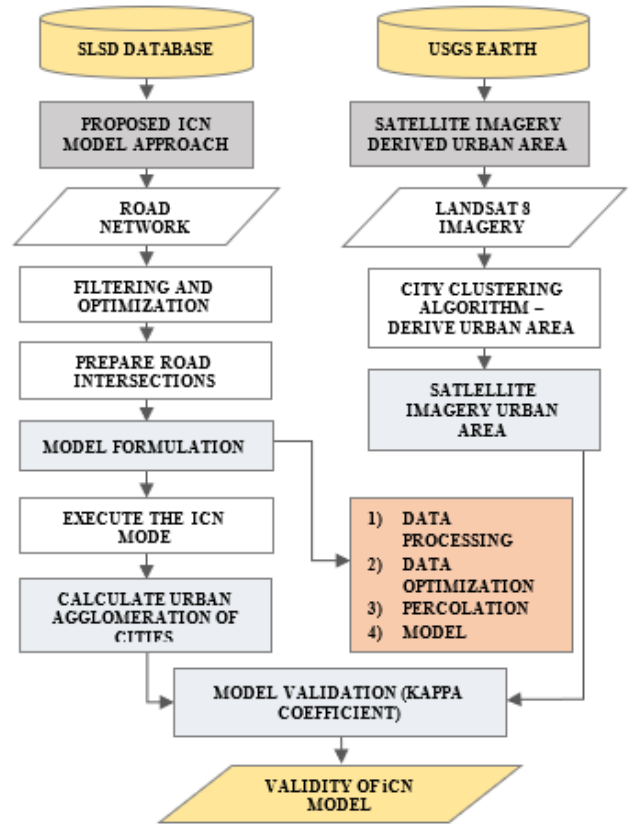 SLSD DATABASE
PROPOSED ICN
MODEL APPROACH
ROAD
NETWORK
FILTERING AND
OPTIMIZATION
PREPARE ROAD
INTERSECTIONS
MODEL FORMULATION
EXECUTE THE ICN
MODE
CALCULATE URBAN
AGGLOMERATION OF
CITIES
USGS EARTH
SATELLITE IMAGERY
DERIVED URBAN AREA
LANDSAT 8
IMAGERY
CITY CLUSTERING
ALGORITHM –
DERIVE URBAN AREA
SATLELLITE
IMAGERY URBAN
AREA
1) DATA
PROCESSING
2) DATA
OPTIMIZATION
3) PERCOLATION
4) MODEL
MODEL VALIDATION (KAPPA
COEFFICIENT)
VALIDITY OF iCN
MODEL